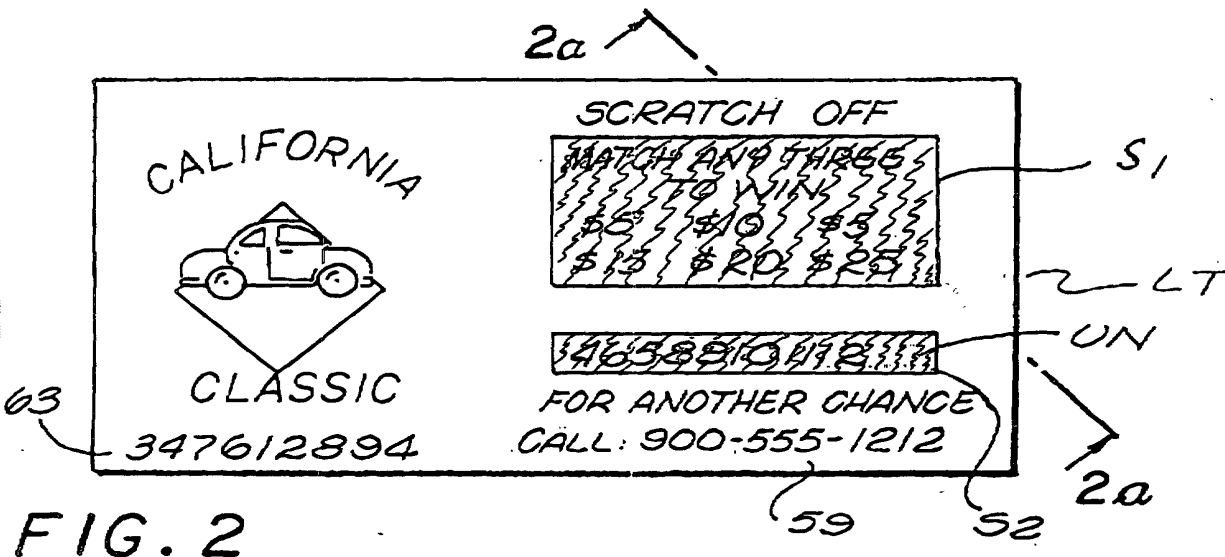 2a
SCRATCH OFF
CALIFORNIA
MATCH ANY THREE
TO WIN
$5 $10 $5
$15 $20 $25
S1
LT
UN
CLASSIC
FOR ANOTHER CHANCE
63
347612894
CALL: 900-555-1212
2a
59
S2
FIG. 2